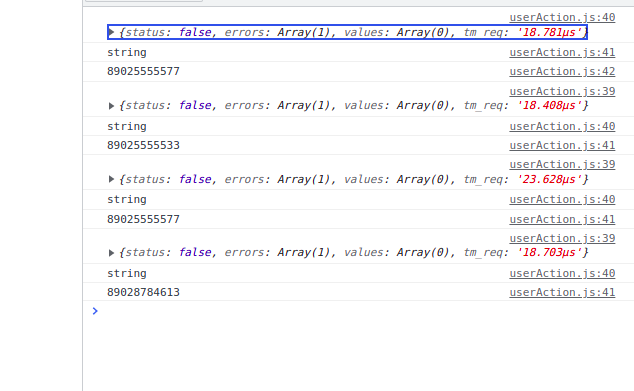 userAction.js:40
{status: false, errors: Array(1), values: Array(0), tm_req: '18.781µs'}
string userAction.js:41
89025555577 userAction.js:42
userAction.js:39
{status: false, errors: Array(1), values: Array(0), tm_req: '18.408µs'}
string userAction.js:40
89025555533 userAction.js:41
userAction.js:39
{status: false, errors: Array(1), values: Array(0), tm_req: '23.628µs'}
string userAction.js:40
89025555577 userAction.js:41
userAction.js:39
{status: false, errors: Array(1), values: Array(0), tm_req: '18.703µs'}
string userAction.js:40
89028784613 userAction.js:41